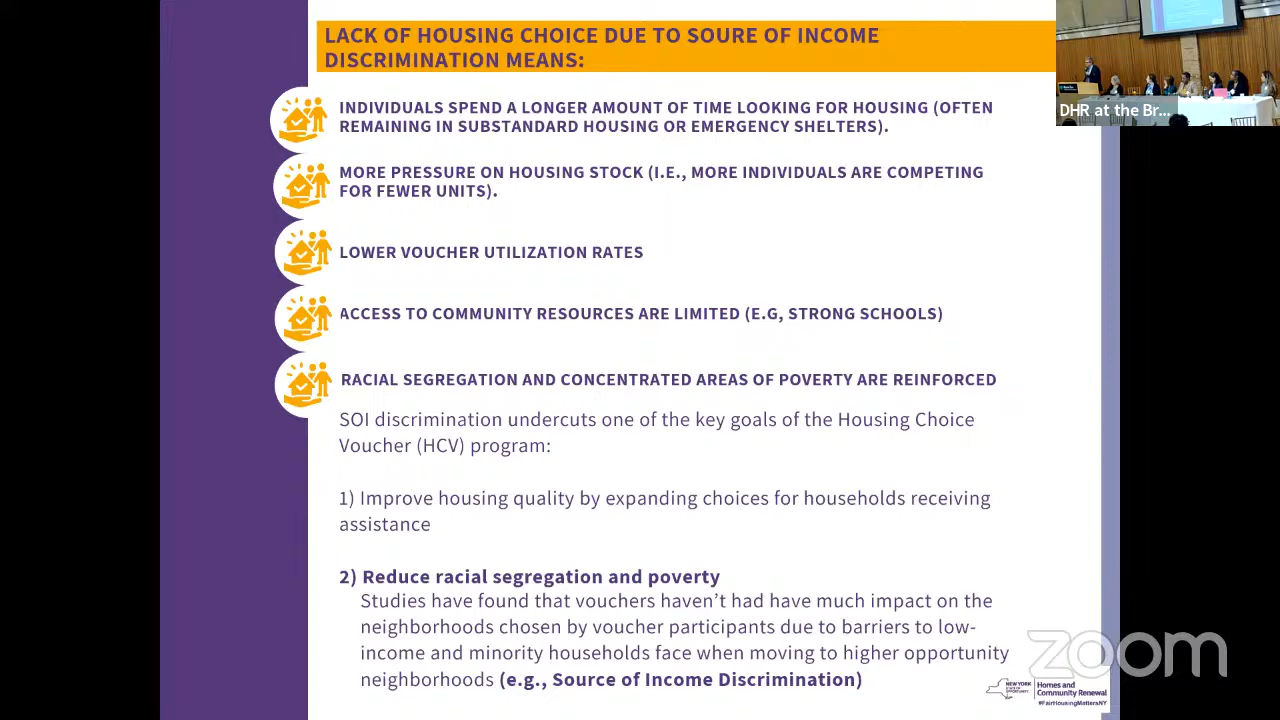 LACK OF HOUSING CHOICE DUE TO SOURE OF INCOME
DISCRIMINATION MEANS:
INDIVIDUALS SPEND A LONGER AMOUNT OF TIME LOOKING FOR HOUSING (OFTEN
REMAINING IN SUBSTANDARD HOUSING OR EMERGENCY SHELTERS).
MORE PRESSURE ON HOUSING STOCK (I.E., MORE INDIVIDUALS ARE COMPETING
FOR FEWER UNITS).
LOWER VOUCHER UTILIZATION RATES
ACCESS TO COMMUNITY RESOURCES ARE LIMITED (E.G, STRONG SCHOOLS)
RACIAL SEGREGATION AND CONCENTRATED AREAS OF POVERTY ARE REINFORCED
SOI discrimination undercuts one of the key goals of the Housing Choice
Voucher (HCV) program:
1) Improve housing quality by expanding choices for households receiving
assistance
2) Reduce racial segregation and poverty
Studies have found that vouchers haven't had have much impact on the
neighborhoods chosen by voucher participants due to barriers to low-
income and minority households face when moving to higher opportunity
neighborhoods (e.g., Source of Income Discrimination)
DHR at the Br...
zoom
NEW YORK
STATE OF
OPPORTUNITY.
Homes and
Community Renewal
#FairHousingMattersNY